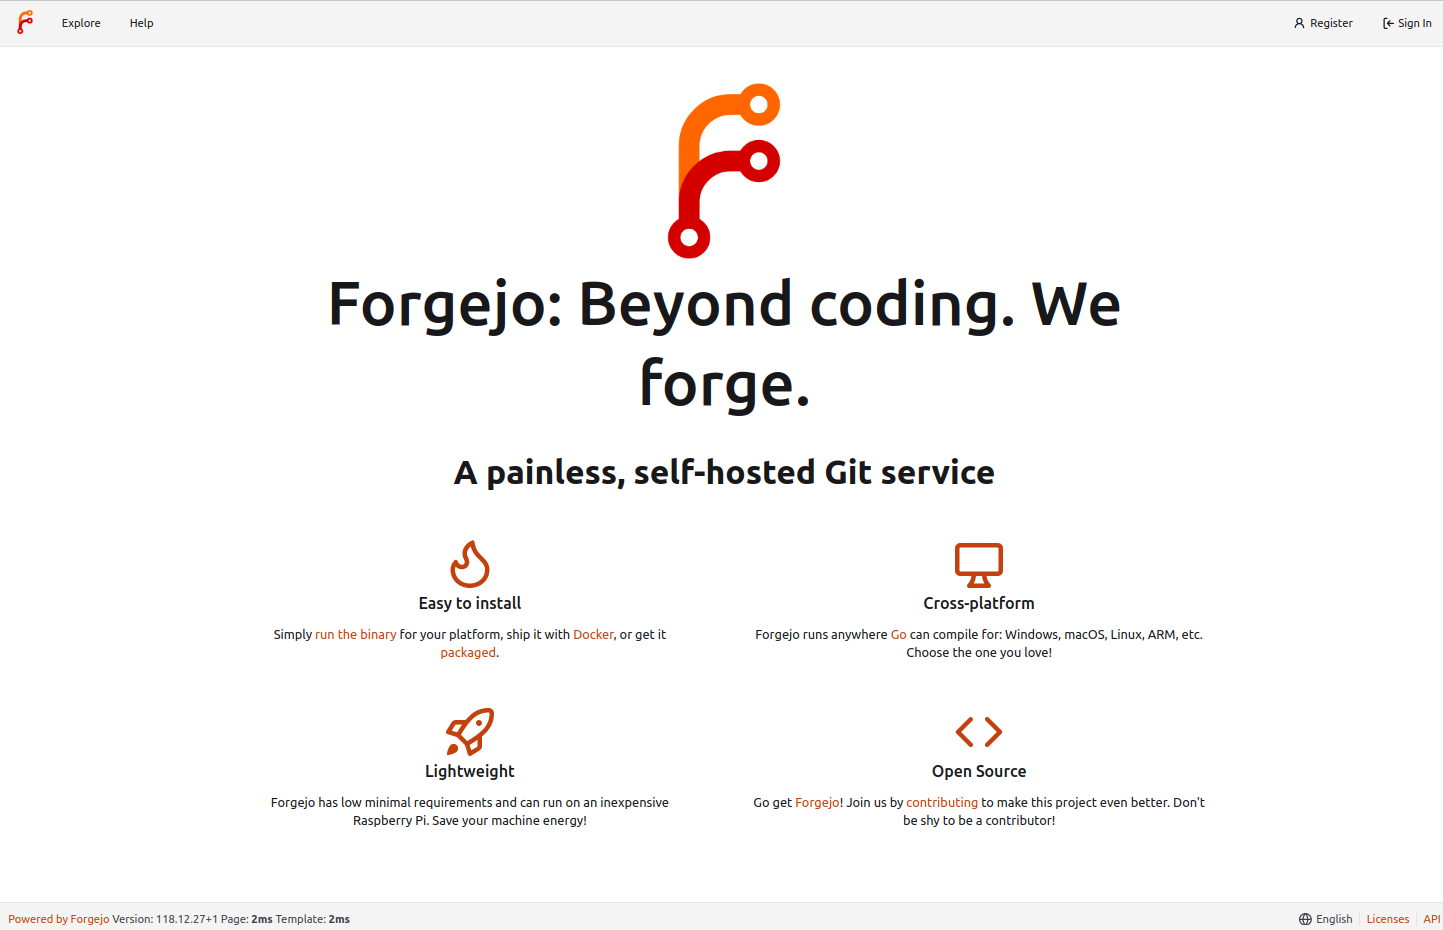 Explore Help Register Sign In
Forgejo: Beyond coding. We
forge.
A painless, self-hosted Git service
Easy to install
Simply run the binary for your platform, ship it with Docker, or get it
packaged.
Cross-platform
Forgejo runs anywhere Go can compile for: Windows, macOS, Linux, ARM, etc.
Choose the one you love!
Lightweight
Forgejo has low minimal requirements and can run on an inexpensive
Raspberry Pi. Save your machine energy!
Open Source
Go get Forgejo! Join us by contributing to make this project even better. Don't
be shy to be a contributor!
Powered by Forgejo Version: 118.12.27+1 Page: 2ms Template: 2ms English Licenses API